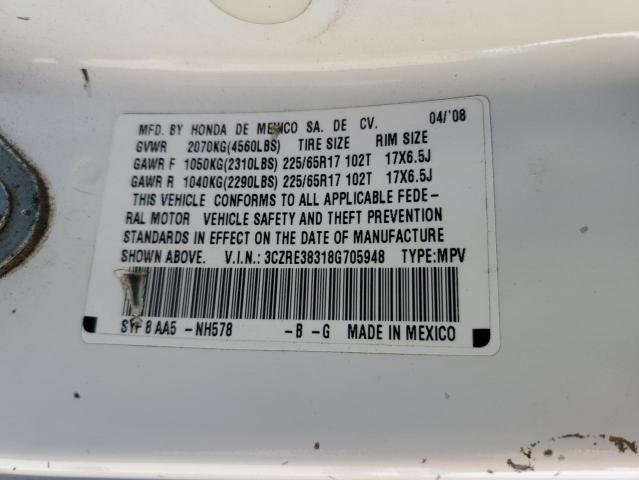 MFD. BY HONDA DE MEXICO SA. DE CV. 04/'08
GVWR 2070KG(4560LBS) TIRE SIZE RIM SIZE
GAWR F 1050KG(2310LBS) 225/65R17 102T 17X6.5J
GAWR R 1040KG(2290LBS) 225/65R17 102T 17X6.5J
THIS VEHICLE CONFORMS TO ALL APPLICABLE FEDE-
RAL MOTOR VEHICLE SAFETY AND THEFT PREVENTION
STANDARDS IN EFFECT ON THE DATE OF MANUFACTURE
SHOWN ABOVE. V.I.N.: 3CZRE38318G705948 TYPE:MPV
8 AA5 -NH578 -B -G MADE IN MEXICO